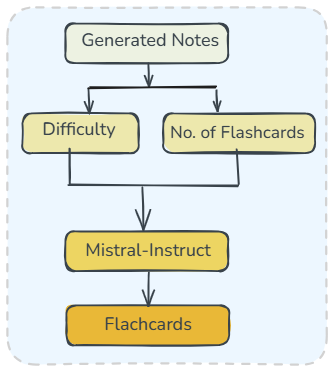 Generated Notes
Difficulty
No. of Flashcards
Mistral-Instruct
Flachcards